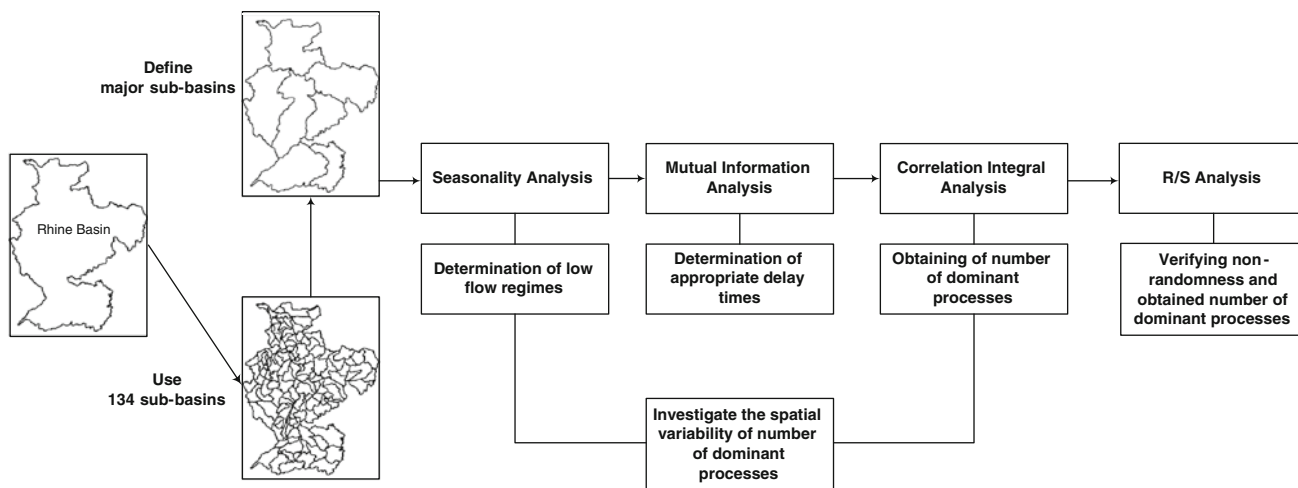 Define
major sub-basins
Rhine Basin
Use
134 sub-basins
Seasonality Analysis
Mutual Information
Analysis
Correlation Integral
Analysis
R/S Analysis
Determination of low
flow regimes
Determination of
appropriate delay
times
Obtaining of number
of dominant
processes
Verifying non-
randomness and
obtained number of
dominant processes
Investigate the spatial
variability of number
of dominant
processes